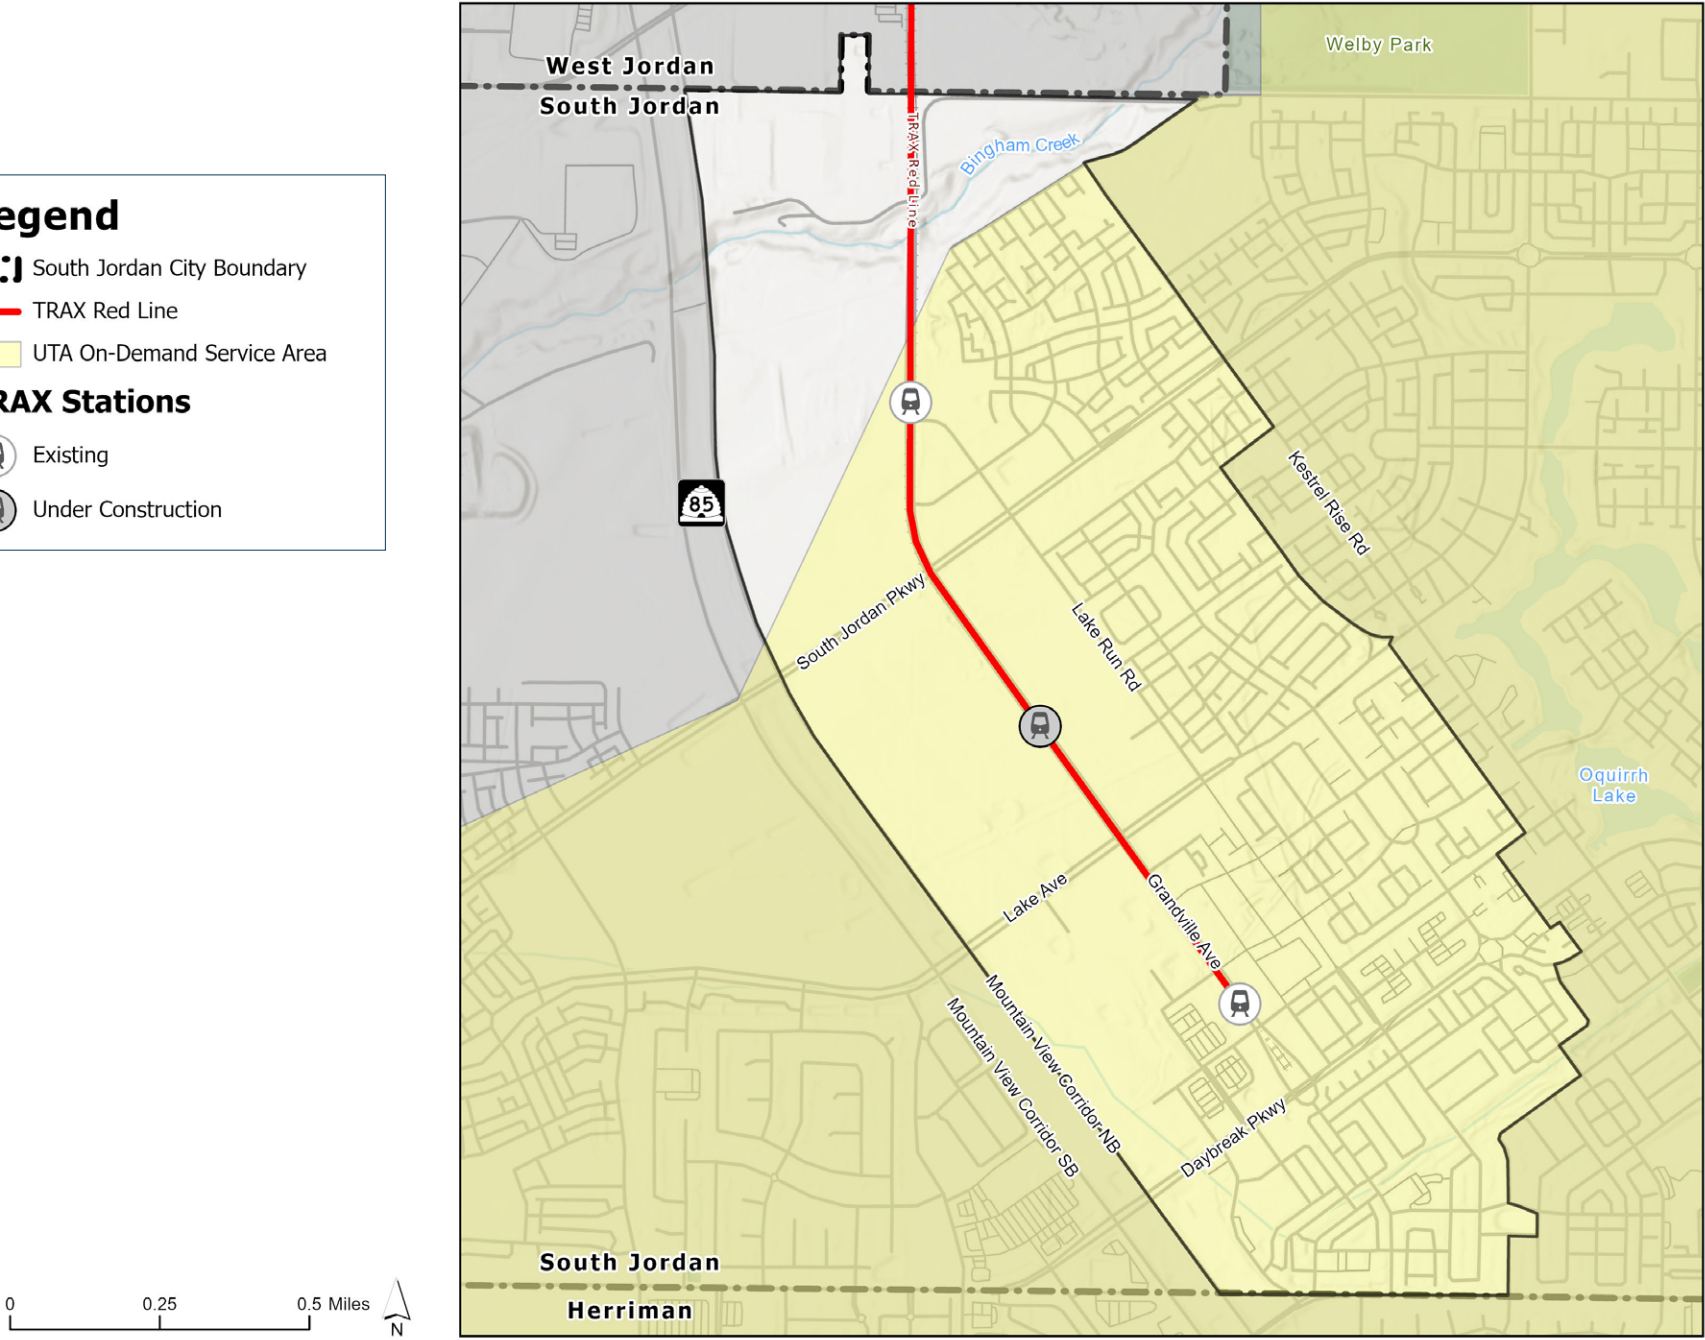 egend
South Jordan City Boundary
TRAX Red Line
UTA On-Demand Service Area
RAX Stations
Existing
Under Construction
0 0.25 0.5 Miles
N
West Jordan
South Jordan
Welby Park
TRAX Red Line
Bingham Creek
85
Kestrel Rise Rd
South Jordan Pkwy
Lake Run Rd
Oquirrh
Lake
Lake Ave
Grandville Ave
Mountain View Corridor NB
Mountain View Corridor SB
Daybreak Pkwy
South Jordan
Herriman